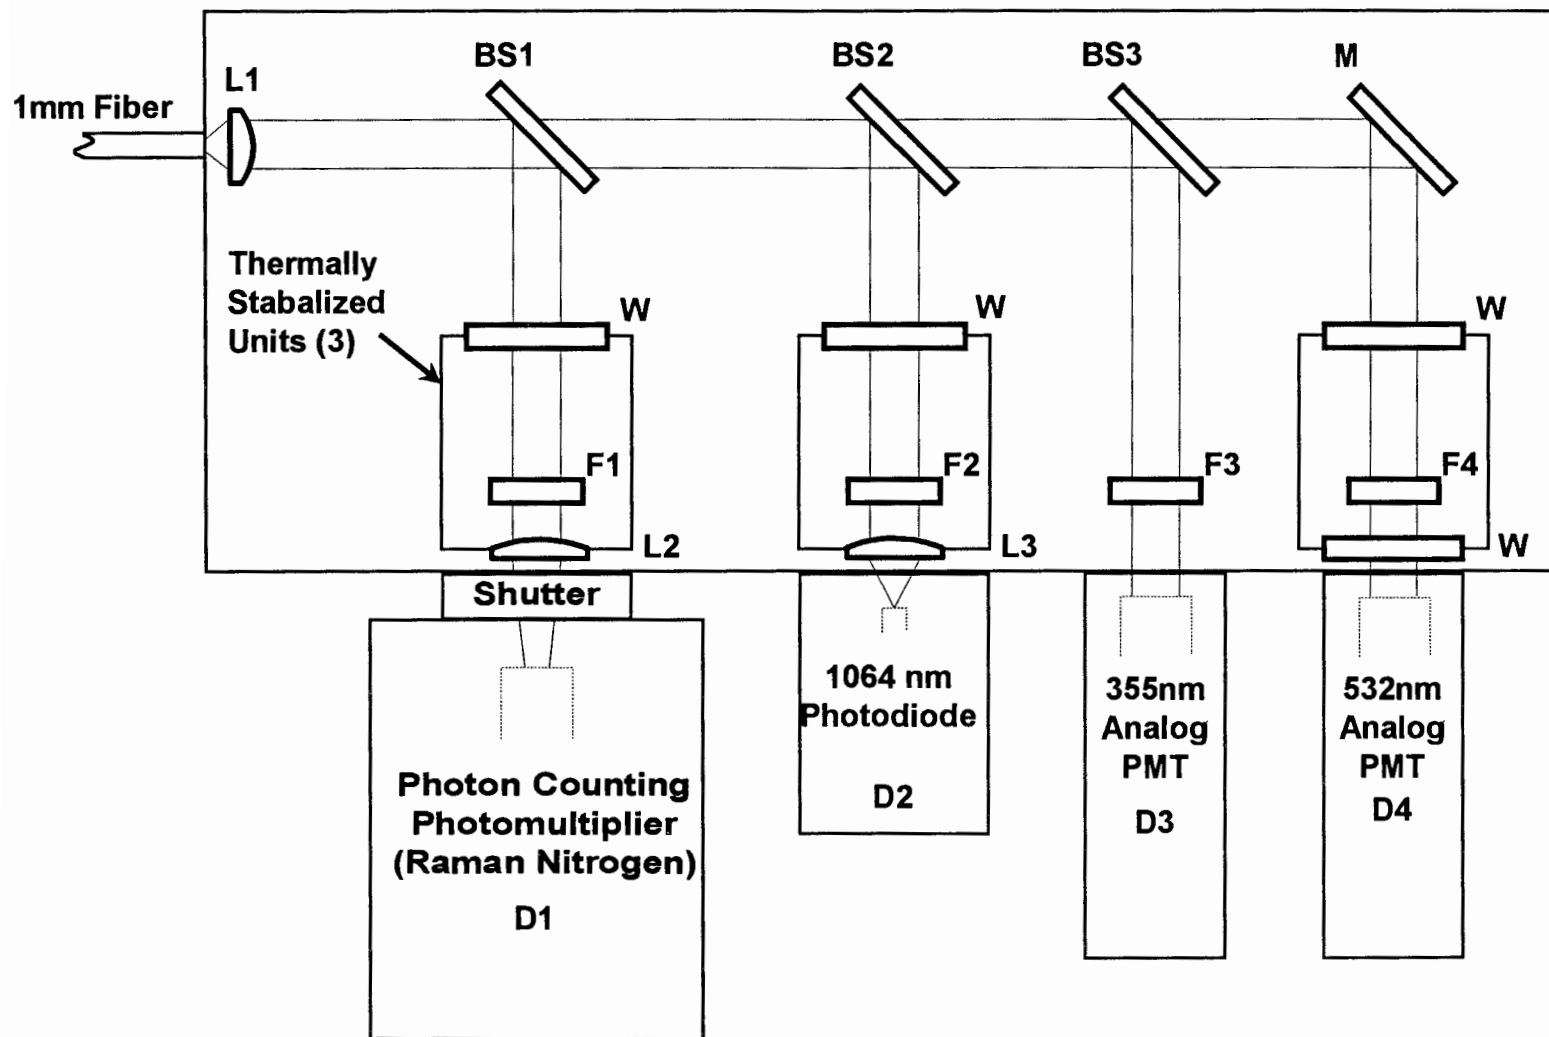 BS1
BS2
BS3
M
L1
1mm Fiber
Thermally
Stabalized
Units (3)
W
W
W
F1
F2
F3
F4
L2
L3
W
Shutter
1064 nm
Photodiode
D2
355nm
Analog
PMT
D3
532nm
Analog
PMT
D4
Photon Counting
Photomultiplier
(Raman Nitrogen)
D1